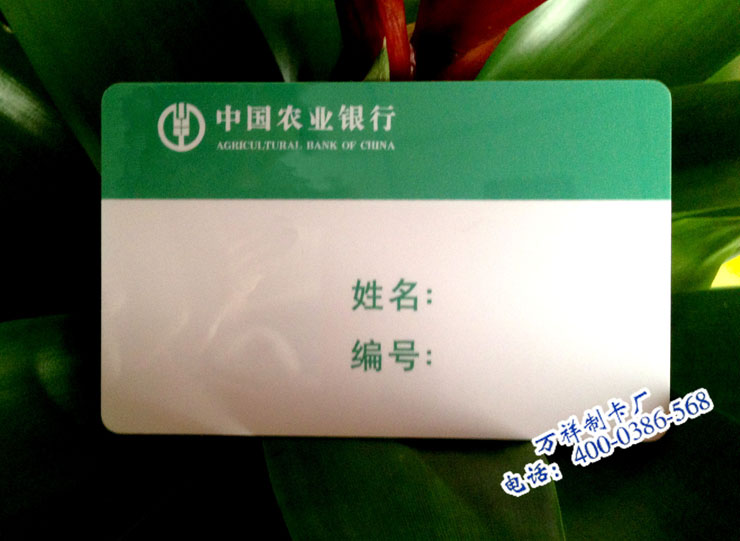 中国农业银行
AGRICULTURAL BANK OF CHINA
姓名:
编号:
万祥制卡厂
电话: 400-0386-568